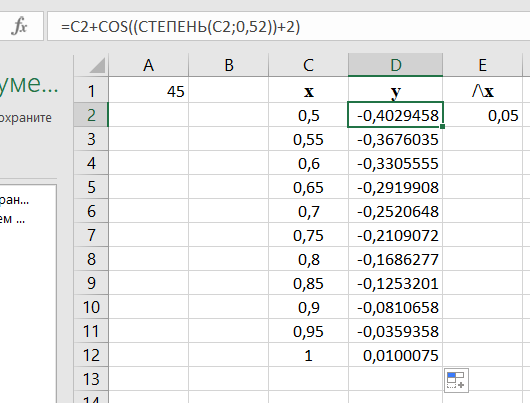 fx =C2+COS((СТЕПЕНЬ(C2;0,52))+2)
уме...
охраните
ран...
ем ...
A B C D E
1 45 x y /\x
2 0,5 -0,4029458 0,05
3 0,55 -0,3676035
4 0,6 -0,3305555
5 0,65 -0,2919908
6 0,7 -0,2520648
7 0,75 -0,2109072
8 0,8 -0,1686277
9 0,85 -0,1253201
10 0,9 -0,0810658
11 0,95 -0,0359358
12 1 0,0100075
13
14